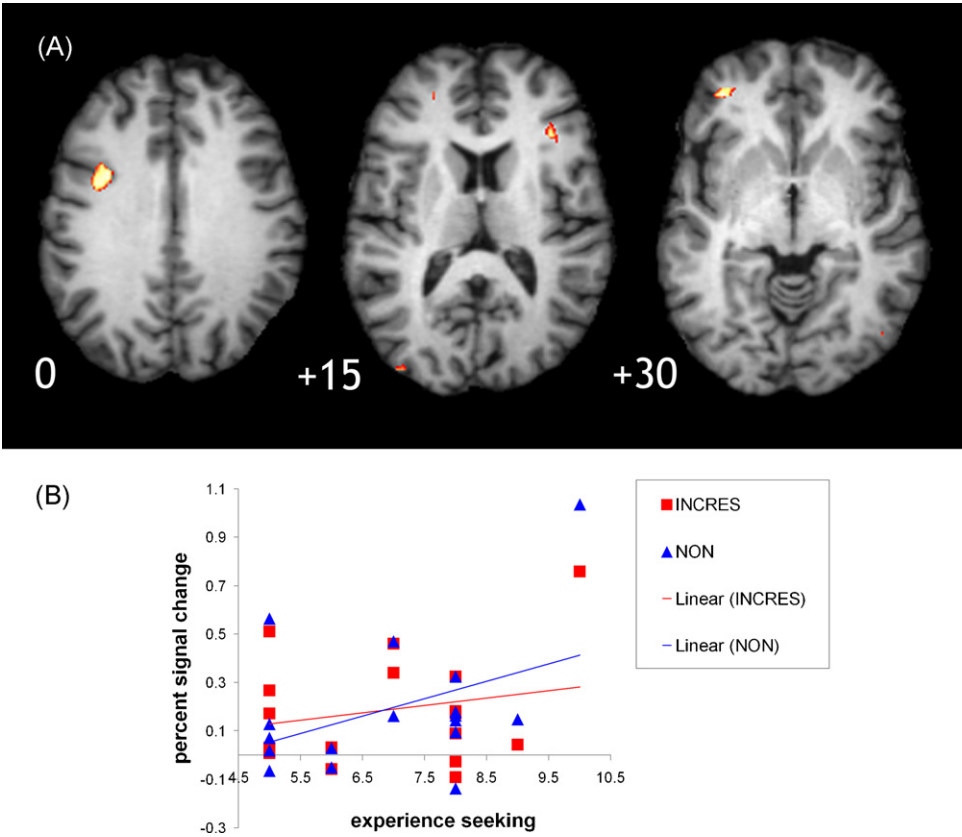 (A)
0
+15
+30
(B)
percent signal change
1.1
0.9
0.7
0.5
0.3
0.1
-0.1
-0.3
4.5 5.5 6.5 7.5 8.5 9.5 10.5
experience seeking
INCRES
NON
Linear (INCRES)
Linear (NON)